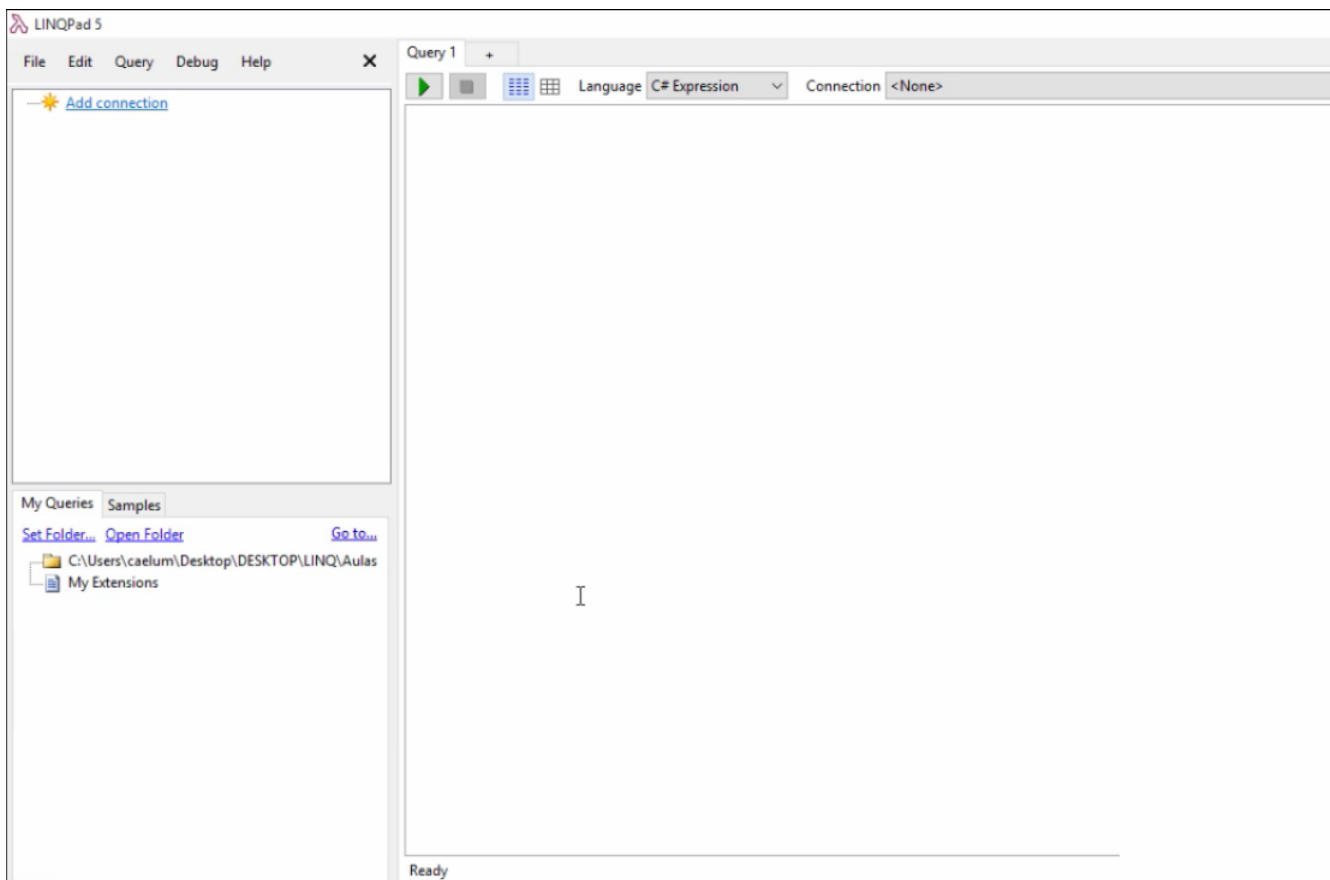 LINQPad 5
File Edit Query Debug Help
Add connection
My Queries Samples
Set Folder... Open Folder Go to...
C:\Users\caelum\Desktop\DESKTOP\LINQ\Aulas
My Extensions
Query 1 +
Language C# Expression Connection <None>
Ready